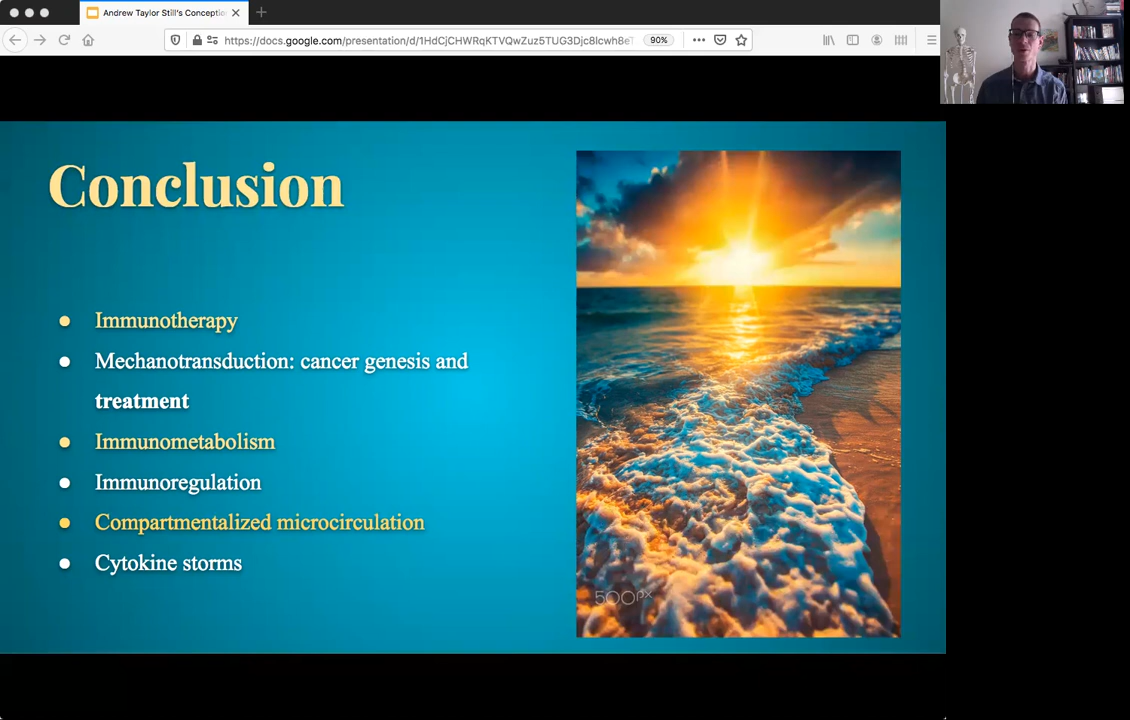 Andrew Taylor Still's Conceptio
https://docs.google.com/presentation/d/1HdCjCHWRqKTVQwZuz5TUG3Djc8lcwh8eT
90%
Conclusion
Immunotherapy
Mechanotransduction: cancer genesis and
treatment
Immunometabolism
Immunoregulation
Compartmentalized microcirculation
Cytokine storms
500px